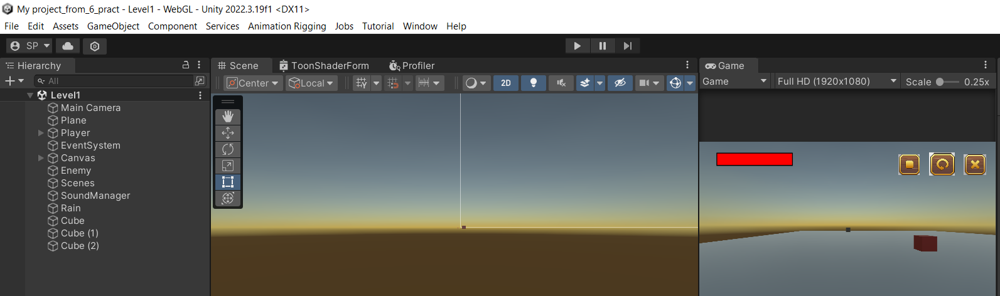 My project_from_6_pract - Level1 - WebGL - Unity 2022.3.19f1 <DX11>
File Edit Assets GameObject Component Services Animation Rigging Jobs Tutorial Window Help
SP
Hierarchy
All
Level1
Main Camera
Plane
Player
EventSystem
Canvas
Enemy
Scenes
SoundManager
Rain
Cube
Cube (1)
Cube (2)
Scene ToonShaderForm Profiler
Center Local 2D
Game
Game Full HD (1920x1080) Scale 0.25x